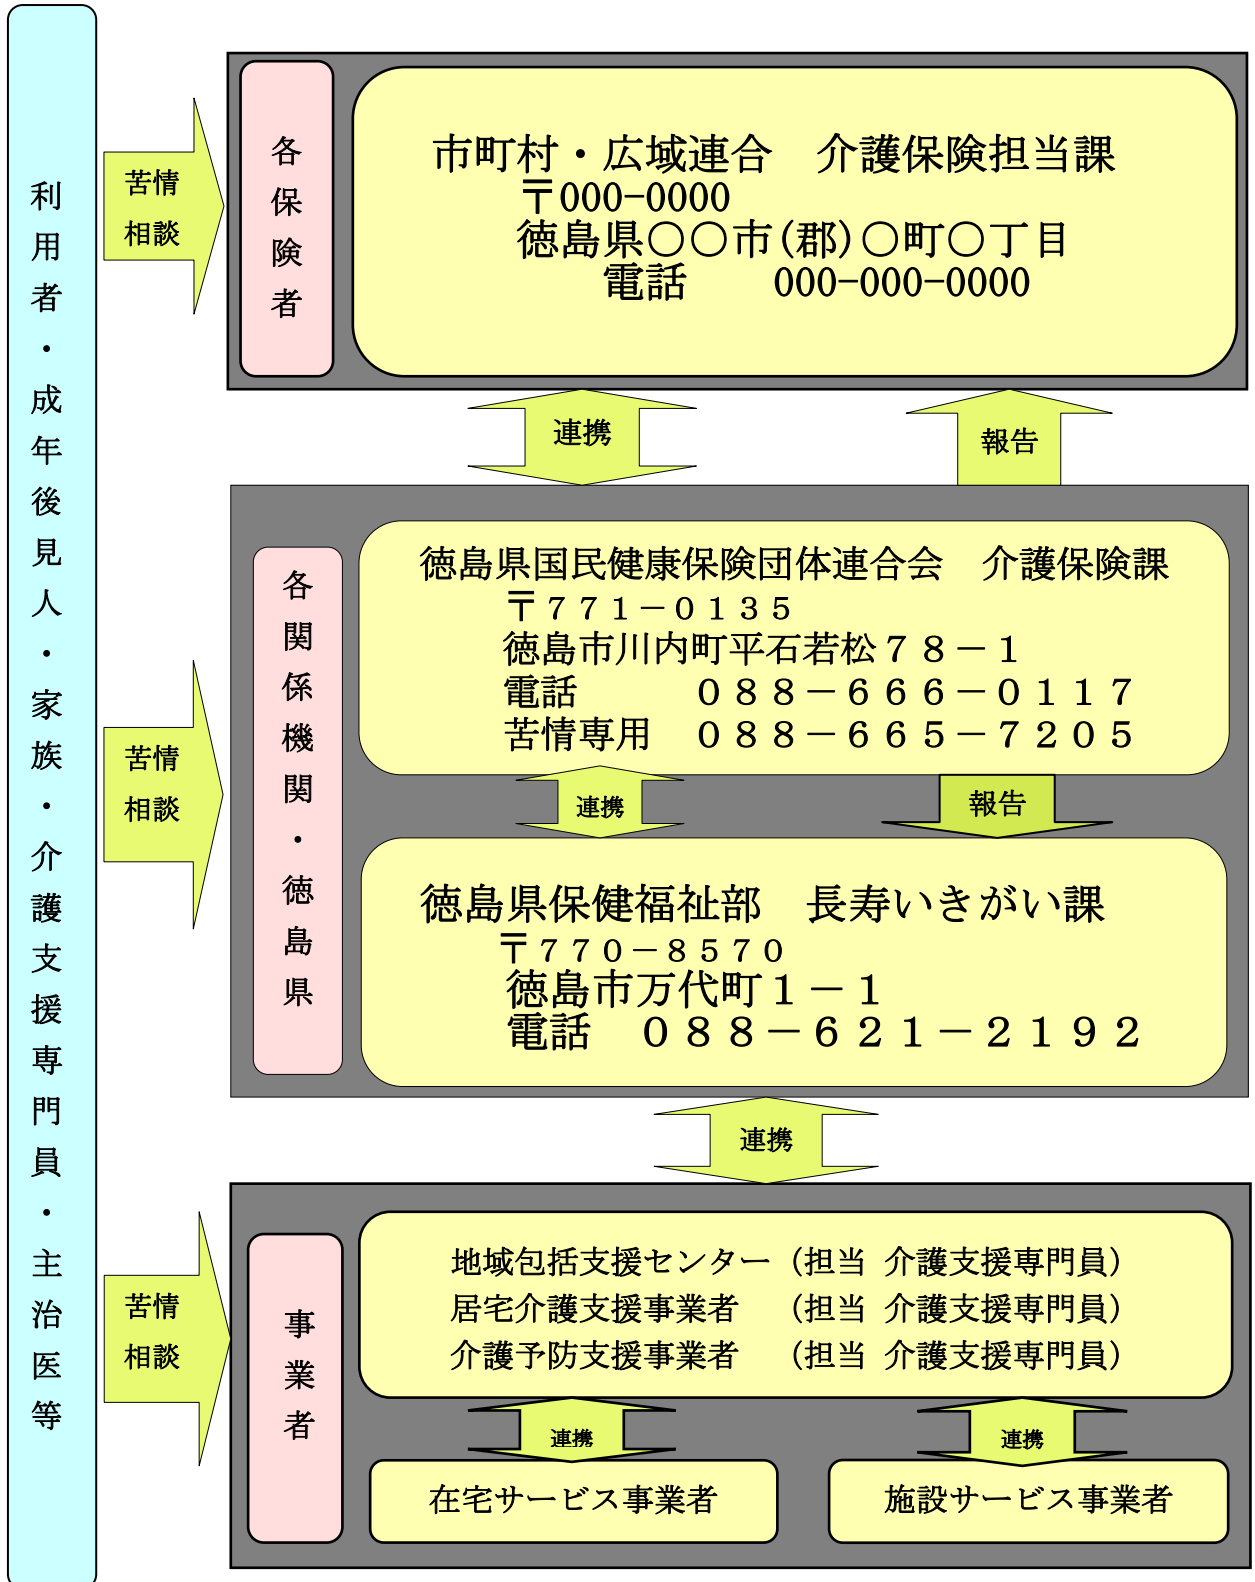 利用者・成年後見人・家族・介護支援専門員・主治医等
苦情
相談
各保険者
市町村・広域連合　介護保険担当課
〒000-0000
徳島県○○市(郡)○町○丁目
電話　　000-000-0000
連携
報告
苦情
相談
各関係機関・徳島県
徳島県国民健康保険団体連合会　介護保険課
〒７７１－０１３５
徳島市川内町平石若松７８－１
電話　　　０８８－６６６－０１１７
苦情専用　０８８－６６５－７２０５
連携
報告
徳島県保健福祉部　長寿いきがい課
〒７７０－８５７０
徳島市万代町１－１
電話　０８８－６２１－２１９２
連携
苦情
相談
事業者
地域包括支援センター（担当 介護支援専門員）
居宅介護支援事業者　（担当 介護支援専門員）
介護予防支援事業者　（担当 介護支援専門員）
連携
連携
在宅サービス事業者
施設サービス事業者